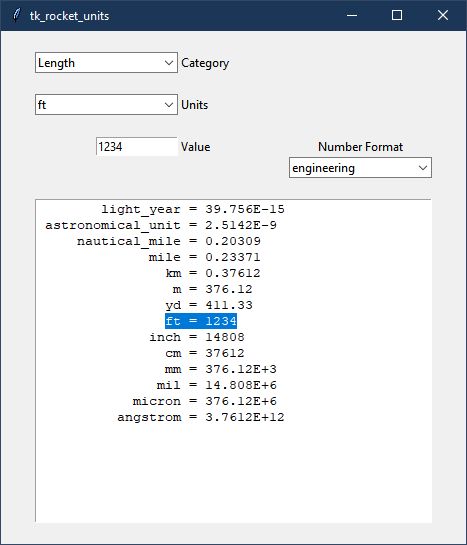 tk_rocket_units
Length Category
ft Units
1234 Value
Number Format
engineering
light_year = 39.756E-15
astronomical_unit = 2.5142E-9
nautical_mile = 0.20309
mile = 0.23371
km = 0.37612
m = 376.12
yd = 411.33
ft = 1234
inch = 14808
cm = 37612
mm = 376.12E+3
mil = 14.808E+6
micron = 376.12E+6
angstrom = 3.7612E+12